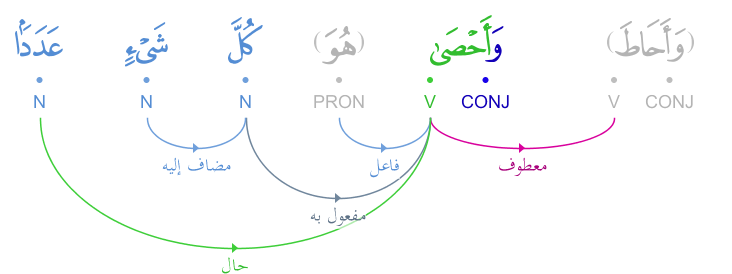 (وَأَحَاطَ) وَأَحْصَىٰ (هُوَ) كُلَّ شَىْءٍ عَدَدًۢا
CONJ V CONJ V PRON N N N
معطوف فاعل مضاف إليه
مفعول به
حال